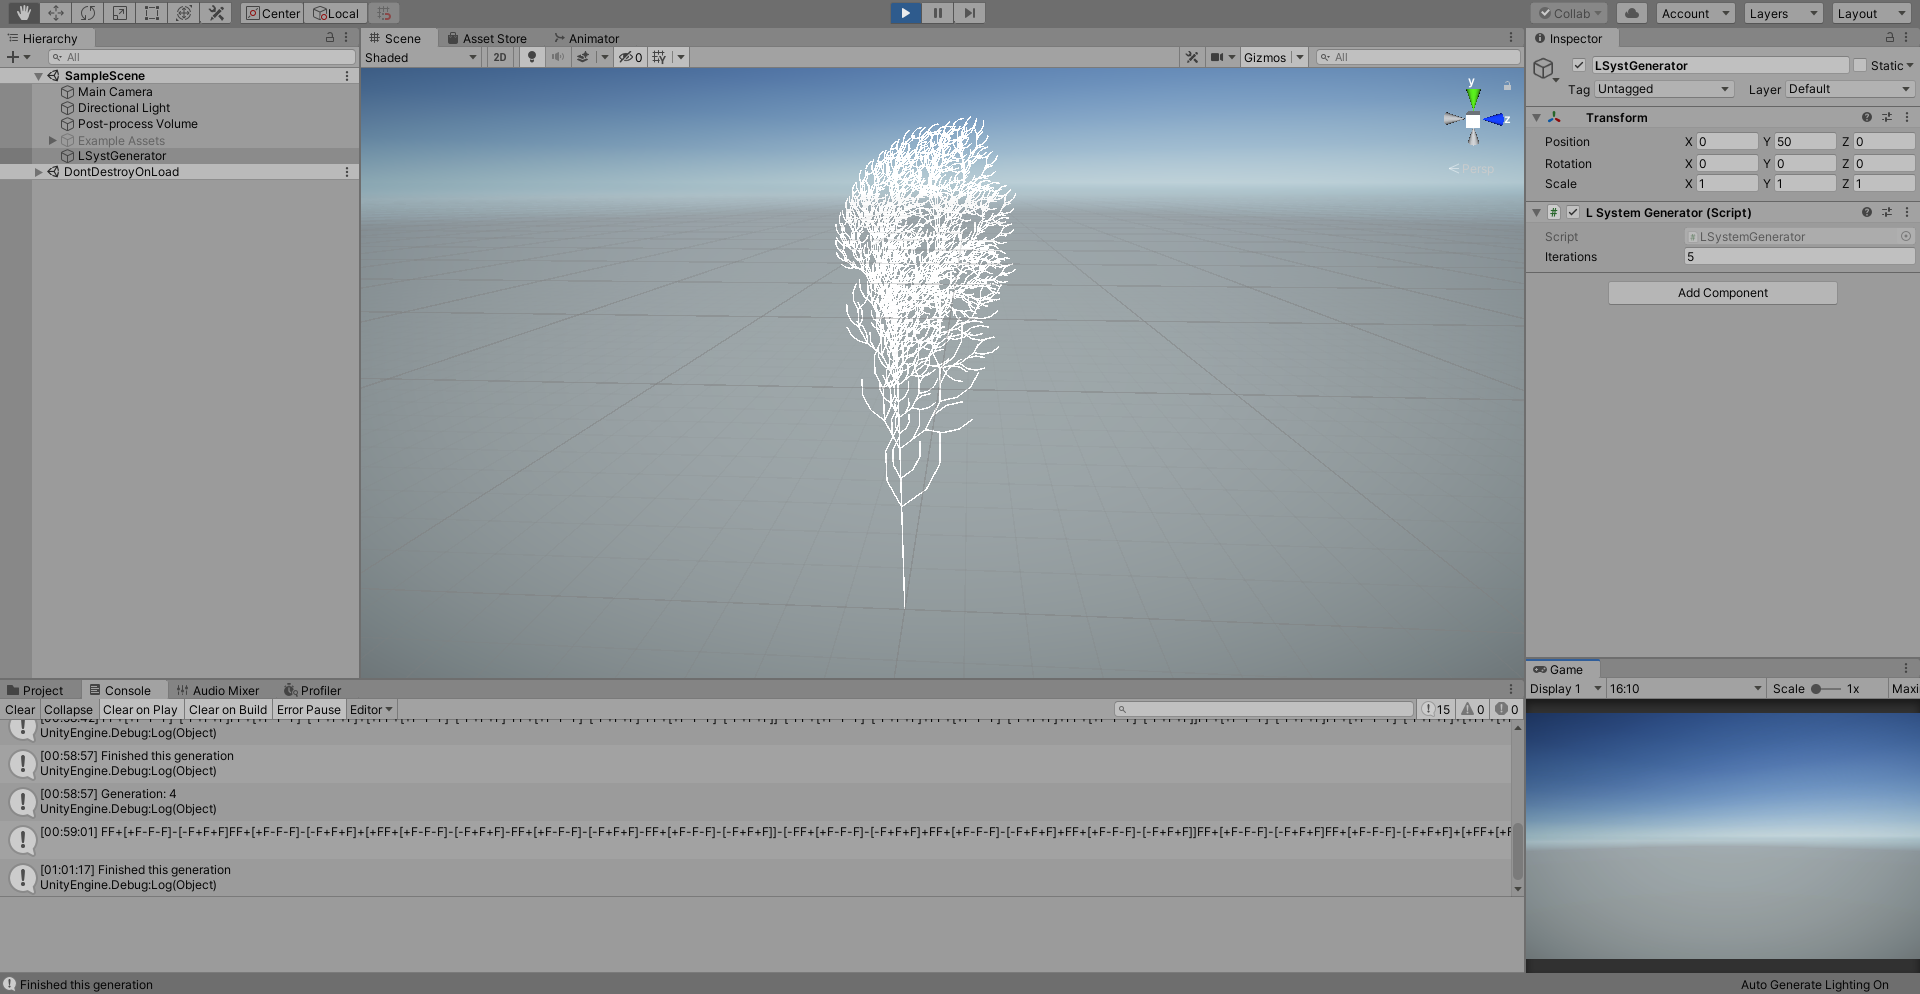 Center Local
Collab Account Layers Layout
Hierarchy
All
SampleScene
Main Camera
Directional Light
Post-process Volume
Example Assets
LSystGenerator
DontDestroyOnLoad
Scene Asset Store Animator
Shaded 2D 0 Gizmos All
y
z
Persp
Inspector
LSystGenerator Static
Tag Untagged Layer Default
Transform
Position X 0 Y 50 Z 0
Rotation X 0 Y 0 Z 0
Scale X 1 Y 1 Z 1
L System Generator (Script)
Script LSystemGenerator
Iterations 5
Add Component
Game
Display 1 16:10 Scale 1x Maxi
Project Console Audio Mixer Profiler
Clear Collapse Clear on Play Clear on Build Error Pause Editor 15 0 0
UnityEngine.Debug:Log(Object)
[00:58:57] Finished this generation
UnityEngine.Debug:Log(Object)
[00:58:57] Generation: 4
UnityEngine.Debug:Log(Object)
[00:59:01] FF+[+F-F-F]-[-F+F+F]FF+[+F-F-F]-[-F+F+F]+[+FF+[+F-F-F]-[-F+F+F]-FF+[+F-F-F]-[-F+F+F]-FF+[+F-F-F]-[-F+F+F]]-[-FF+[+F-F-F]-[-F+F+F]+FF+[+F-F-F]-[-F+F+F]+FF+[+F-F-F]-[-F+F+F]]FF+[+F-F-F]-[-F+F+F]FF+[+F-F-F]-[-F+F+F]+[+FF+[+F
[01:01:17] Finished this generation
UnityEngine.Debug:Log(Object)
Finished this generation
Auto Generate Lighting On